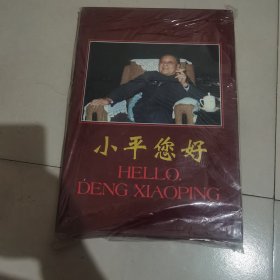 小平您好
HELLO,
DENG XIAOPING